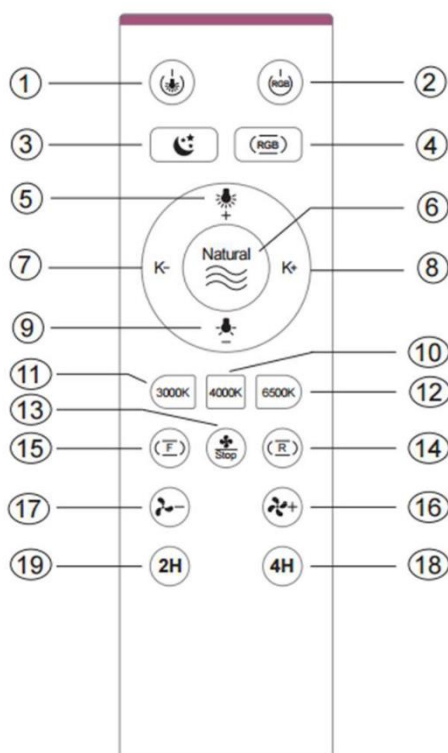 1 2
RGB
3 4
RGB
5 +
6
Natural
7 K- K+ 8
9 -
10
11 3000K 4000K 6500K 12
13
15 F Stop R 14
17 - + 16
19 2H 4H 18